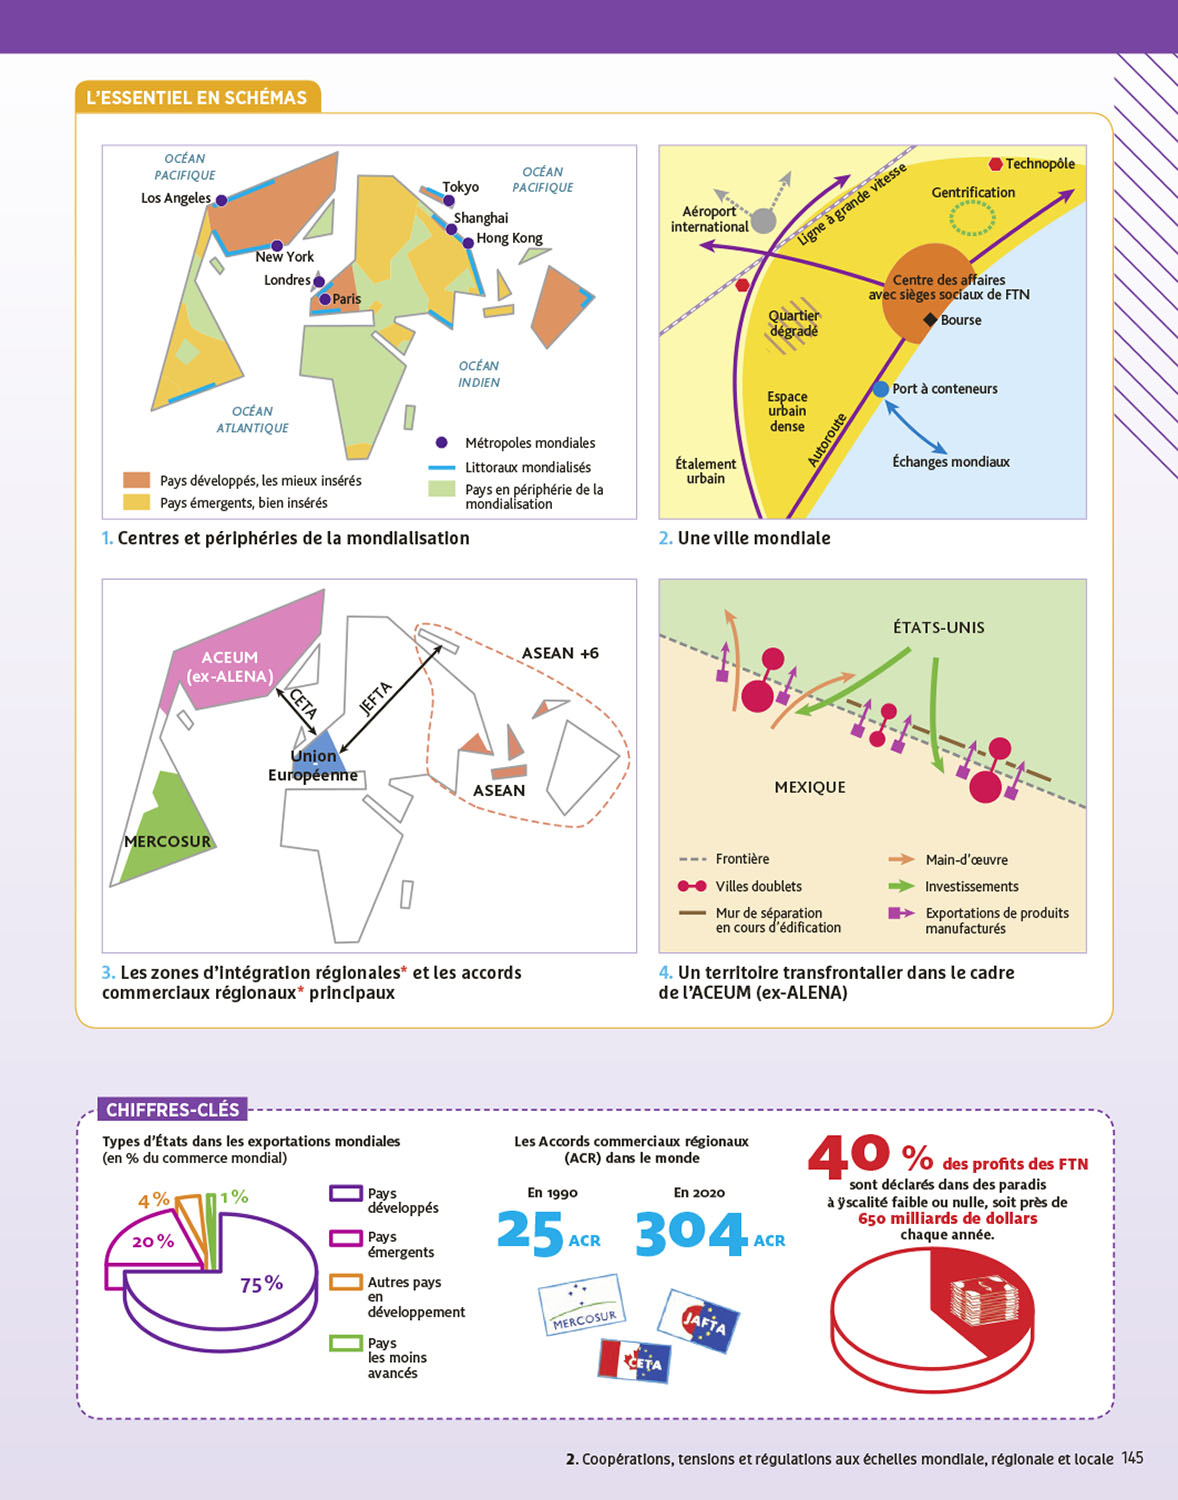 L'ESSENTIEL EN SCHÉMAS
OCÉAN
PACIFIQUE
OCÉAN
PACIFIQUE
Los Angeles
Tokyo
Shanghai
Hong Kong
New York
Londres
Paris
OCÉAN
INDIEN
OCÉAN
ATLANTIQUE
Métropoles mondiales
Littoraux mondialisés
Pays en périphérie de la
mondialisation
Pays développés, les mieux insérés
Pays émergents, bien insérés
1. Centres et périphéries de la mondialisation
Technopôle
Ligne à grande vitesse
Gentrification
Aéroport
international
Centre des affaires
avec sièges sociaux de FTN
Quartier
dégradé
Bourse
Port à conteneurs
Espace
urbain
dense
Autoroute
Échanges mondiaux
Étalement
urbain
2. Une ville mondiale
ACEUM
(ex-ALENA)
CETA
JEFTA
ASEAN +6
Union
Européenne
ASEAN
MERCOSUR
3. Les zones d'intégration régionales* et les accords
commerciaux régionaux* principaux
ÉTATS-UNIS
MEXIQUE
Frontière
Villes doublets
Mur de séparation
en cours d'édification
Main-d'œuvre
Investissements
Exportations de produits
manufacturés
4. Un territoire transfrontalier dans le cadre
de l'ACEUM (ex-ALENA)
CHIFFRES-CLÉS
Types d'États dans les exportations mondiales
(en % du commerce mondial)
4 %
1 %
20 %
75 %
Pays
développés
Pays
émergents
Autres pays
en
développement
Pays
les moins
avancés
Les Accords commerciaux régionaux
(ACR) dans le monde
En 1990
25 ACR
En 2020
304 ACR
MERCOSUR
JAFTA
CETA
40 % des profits des FTN
sont déclarés dans des paradis
à ÿscalité faible ou nulle, soit près de
650 milliards de dollars
chaque année.
2. Coopérations, tensions et régulations aux échelles mondiale, régionale et locale 145